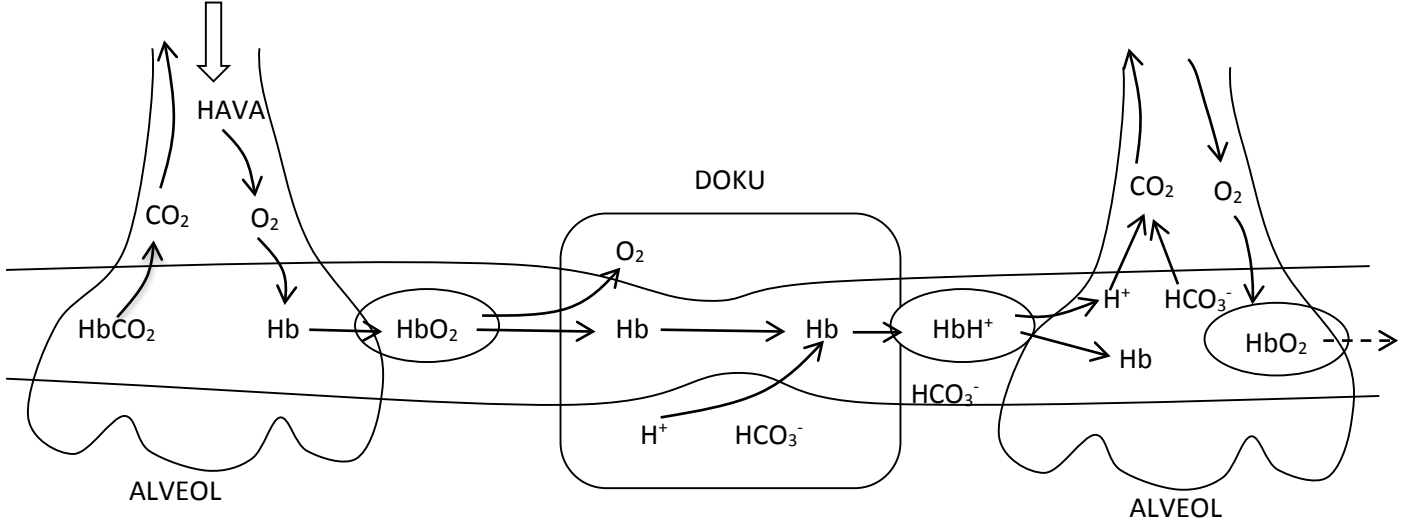 HAVA
CO₂
O₂
HbCO₂
Hb
HbO₂
ALVEOL
DOKU
O₂
Hb
Hb
H⁺
HCO₃⁻
HbH⁺
HCO₃⁻
CO₂
O₂
H⁺
HCO₃⁻
Hb
HbO₂
ALVEOL